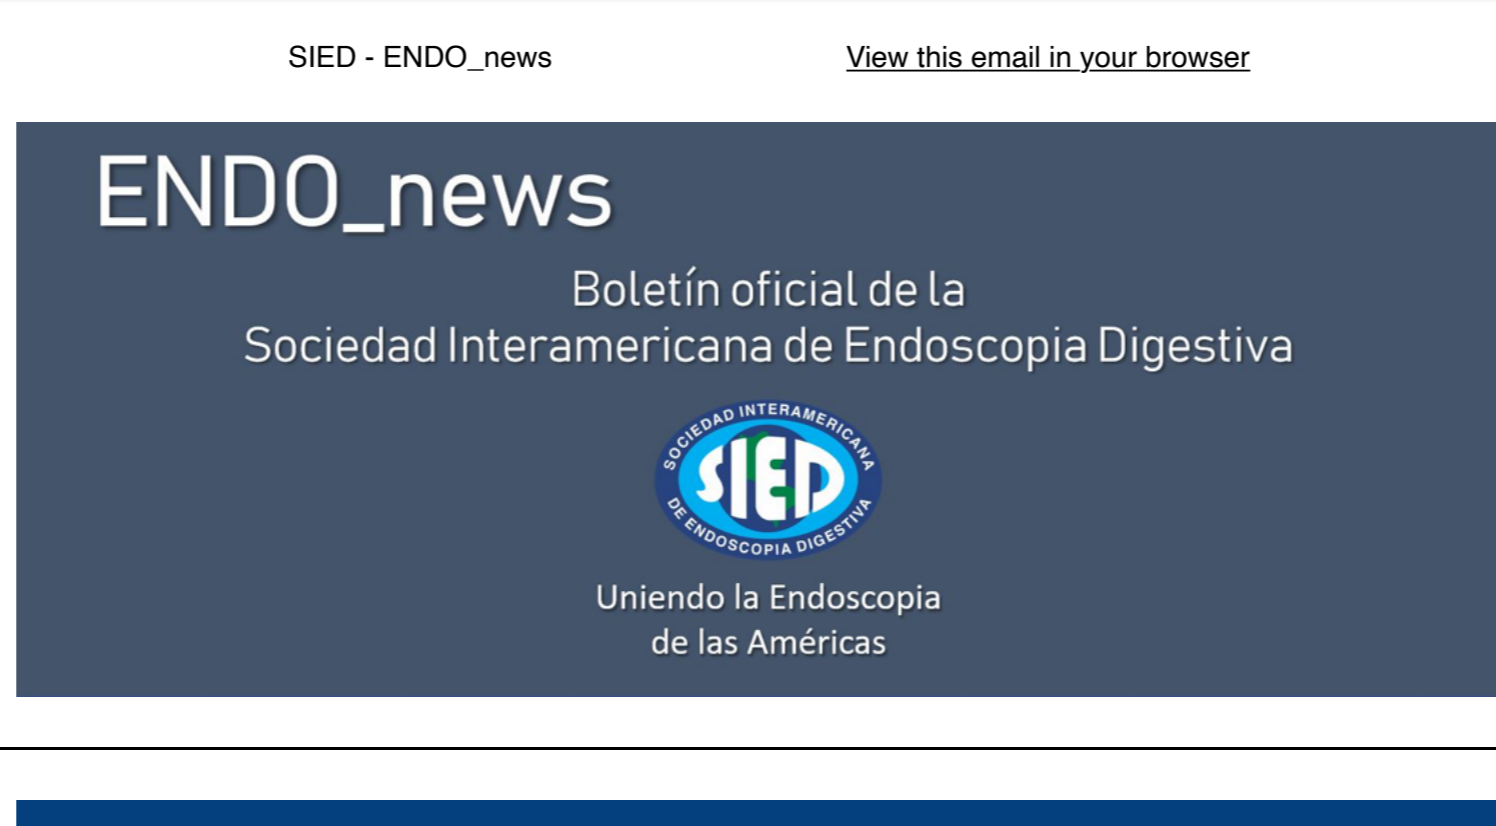 SIED - ENDO_news
View this email in your browser
ENDO_news
Boletín oficial de la
Sociedad Interamericana de Endoscopia Digestiva
SOCIEDAD INTERAMERICANA
SIED
DE ENDOSCOPIA DIGESTIVA
Uniendo la Endoscopia
de las Américas